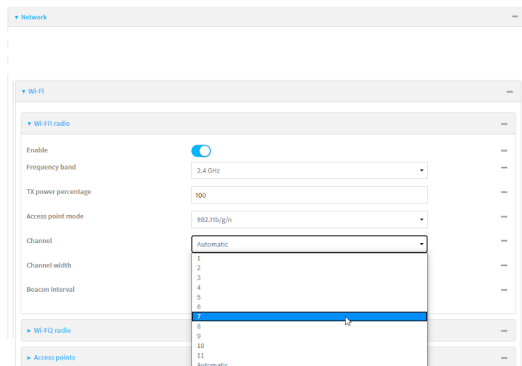 Network
Wi-Fi
Wi-Fi1 radio
Enable
Frequency band
2.4 GHz
TX power percentage
100
Access point mode
802.11b/g/n
Channel
Automatic
1
2
3
4
5
6
7
8
9
10
11
Automatic
Channel width
Beacon interval
Wi-Fi2 radio
Access points